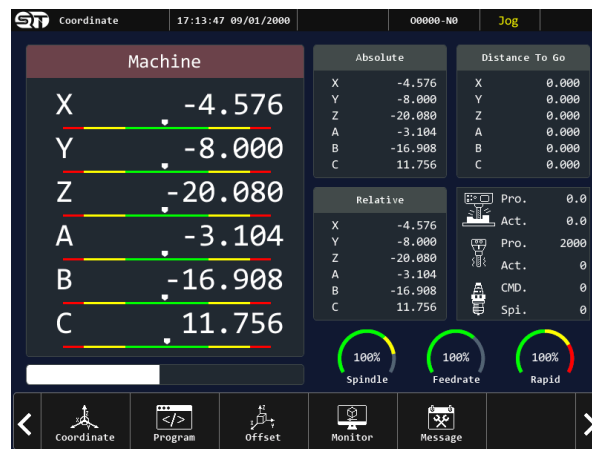 Coordinate 17:13:47 09/01/2000 O0000-N0 Jog
Machine
X -4.576
Y -8.000
Z -20.080
A -3.104
B -16.908
C 11.756
Absolute
X -4.576
Y -8.000
Z -20.080
A -3.104
B -16.908
C 11.756
Distance To Go
X 0.000
Y 0.000
Z 0.000
A 0.000
B 0.000
C 0.000
Relative
X -4.576
Y -8.000
Z -20.080
A -3.104
B -16.908
C 11.756
Pro. 0.0
Act. 0.0
Pro. 2000
Act. 0
CMD. 0
Spi. 0
100% 100% 100%
Spindle Feedrate Rapid
Coordinate Program Offset Monitor Message